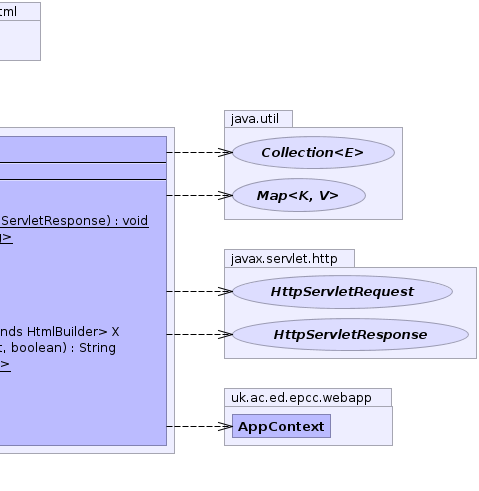 tml
java.util
Collection<E>
Map<K, V>
ServletResponse) : void
g>
javax.servlet.http
HttpServletRequest
HttpServletResponse
nds HtmlBuilder> X
t, boolean) : String
>
uk.ac.ed.epcc.webapp
AppContext